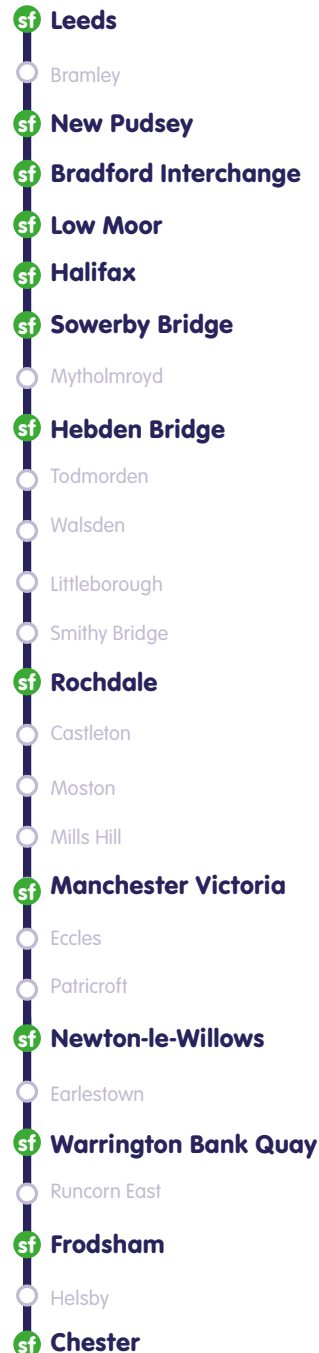 sf Leeds
Bramley
sf New Pudsey
sf Bradford Interchange
sf Low Moor
sf Halifax
sf Sowerby Bridge
Mytholmroyd
sf Hebden Bridge
Todmorden
Walsden
Littleborough
Smithy Bridge
sf Rochdale
Castleton
Moston
Mills Hill
sf Manchester Victoria
Eccles
Patricroft
sf Newton-le-Willows
Earlestown
sf Warrington Bank Quay
Runcorn East
sf Frodsham
Helsby
sf Chester